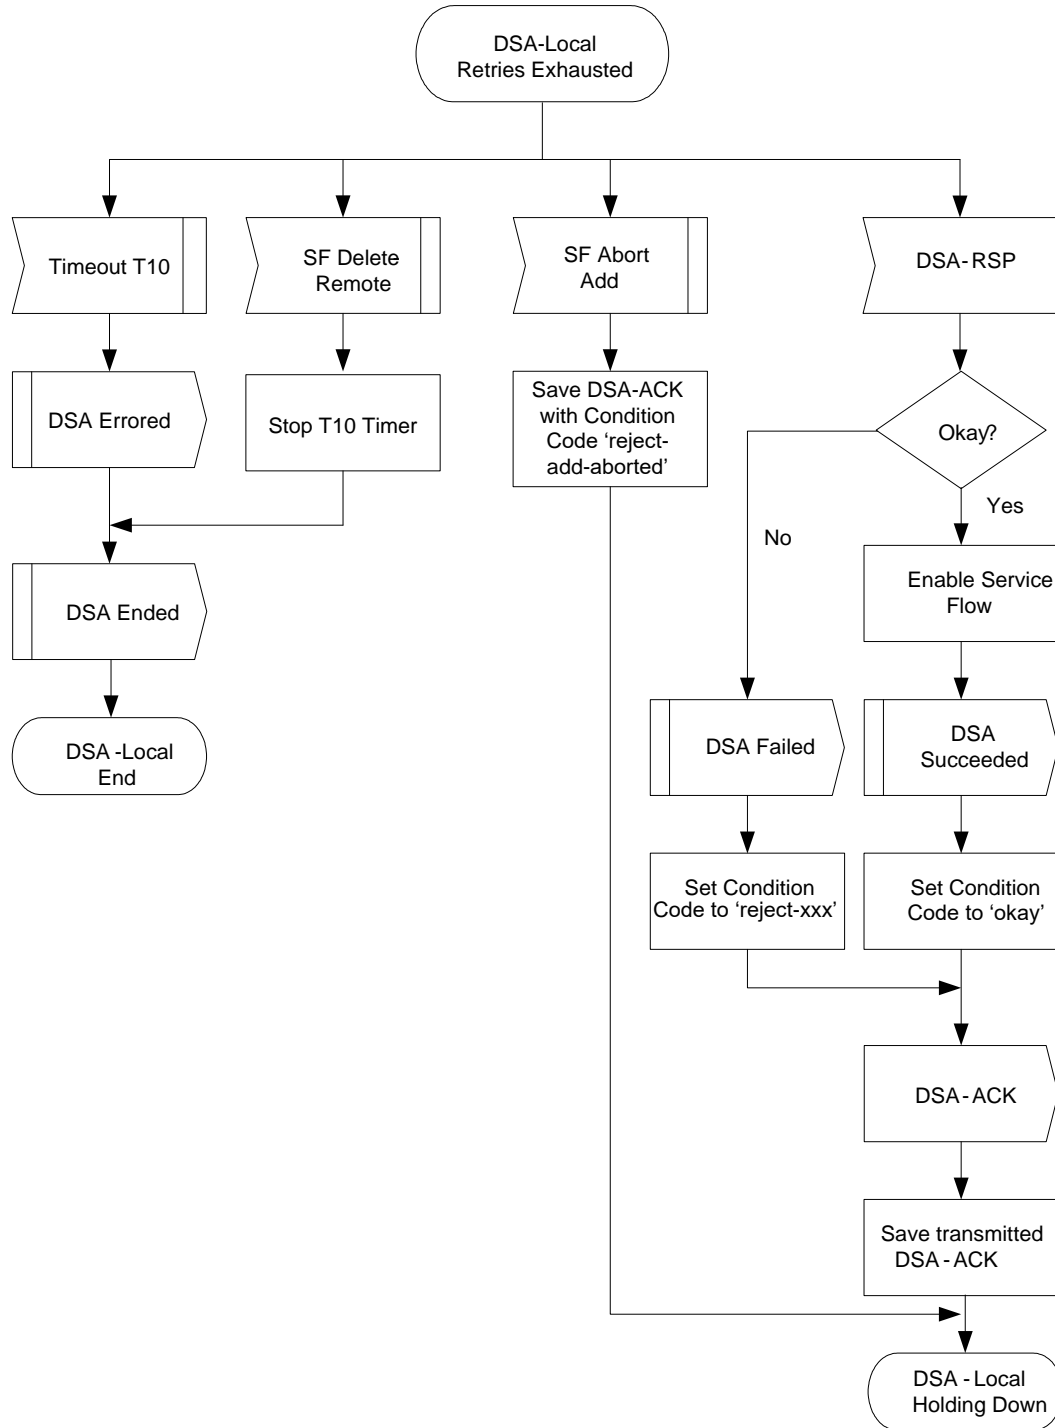 DSA-Local
Retries Exhausted
Timeout T10
SF Delete
Remote
SF Abort
Add
DSA-RSP
DSA Errored
Stop T10 Timer
Save DSA-ACK
with Condition
Code ‘reject-
add-aborted’
Okay?
Yes
No
Enable Service
Flow
DSA Ended
DSA Failed
DSA
Succeeded
DSA -Local
End
Set Condition
Code to ‘reject-xxx’
Set Condition
Code to ‘okay’
DSA-ACK
Save transmitted
DSA - ACK
DSA - Local
Holding Down